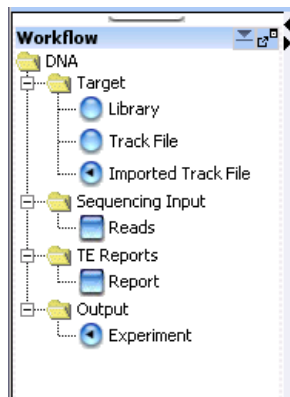 Workflow
DNA
Target
Library
Track File
Imported Track File
Sequencing Input
Reads
TE Reports
Report
Output
Experiment